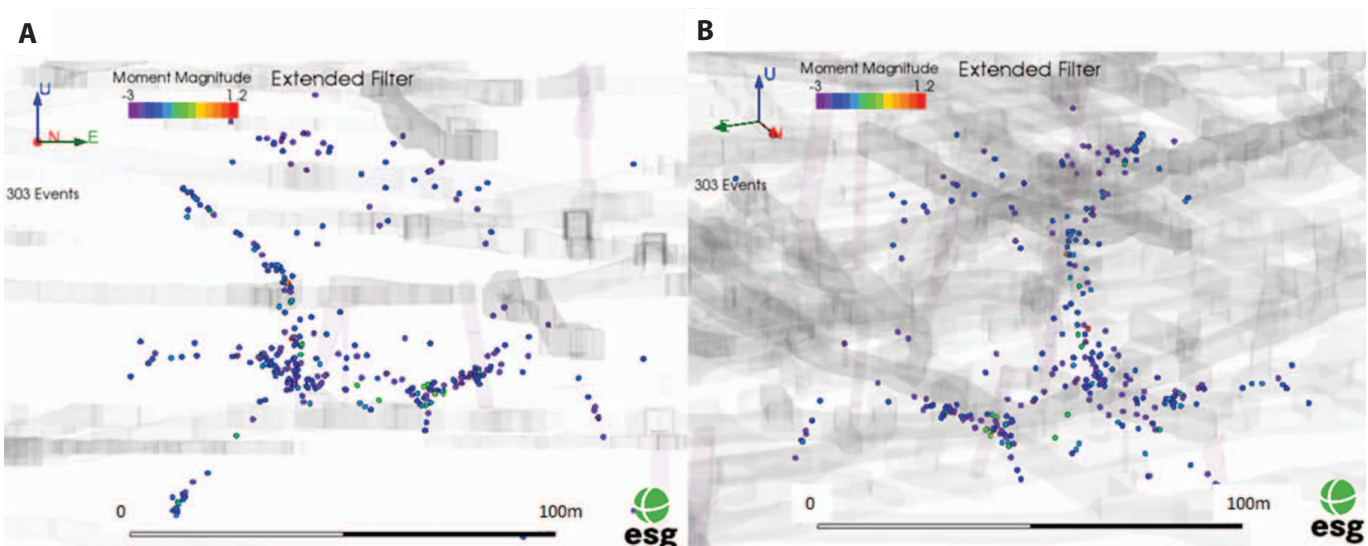 A
Moment Magnitude Extended Filter
-3 1.2
U
N E
303 Events
0 100m
esg
B
Moment Magnitude Extended Filter
-3 1.2
U
N
303 Events
0 100m
esg